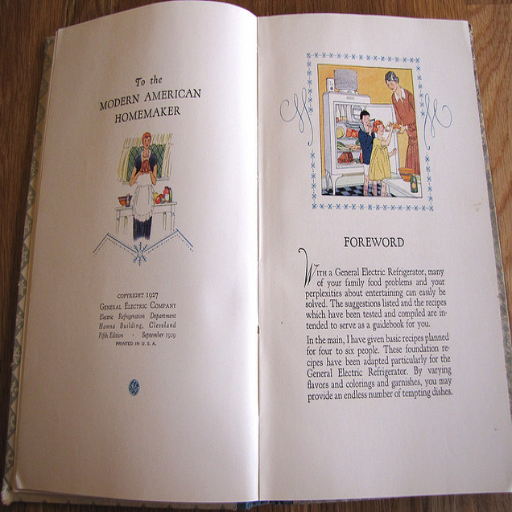 To the
MODERN AMERICAN
HOMEMAKER
COPYRIGHT 1927
GENERAL ELECTRIC COMPANY
Electric Refrigeration Department
Hanna Building, Cleveland
Fifth Edition - September 1929
PRINTED IN U. S. A.
FOREWORD
WITH a General Electric Refrigerator, many
of your family food problems and your
perplexities about entertaining can easily be
solved. The suggestions listed and the recipes
which have been tested and compiled are in-
tended to serve as a guidebook for you.
In the main, I have given basic recipes planned
for four to six people. These foundation re-
cipes have been adapted particularly for the
General Electric Refrigerator. By varying
flavors and colorings and garnishes, you may
provide an endless number of tempting dishes.